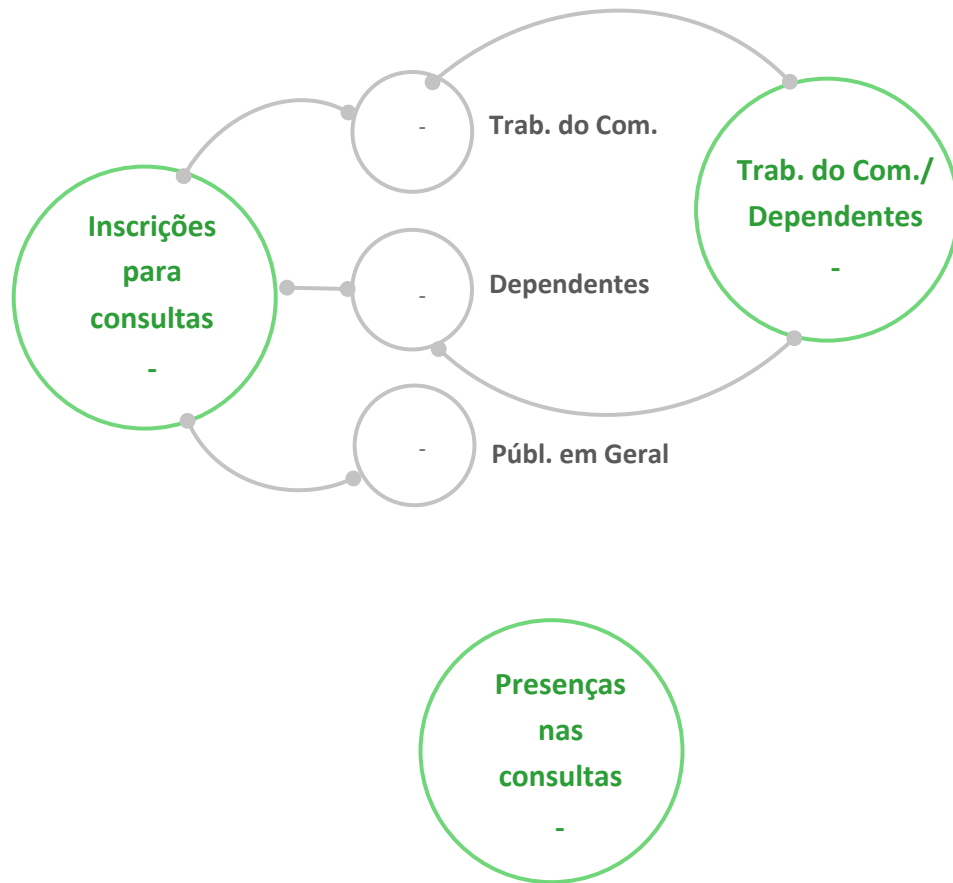 Inscrições
para
consultas
-
-
Trab. do Com.
-
Dependentes
-
Públ. em Geral
Trab. do Com./
Dependentes
-
Presenças
nas
consultas
-